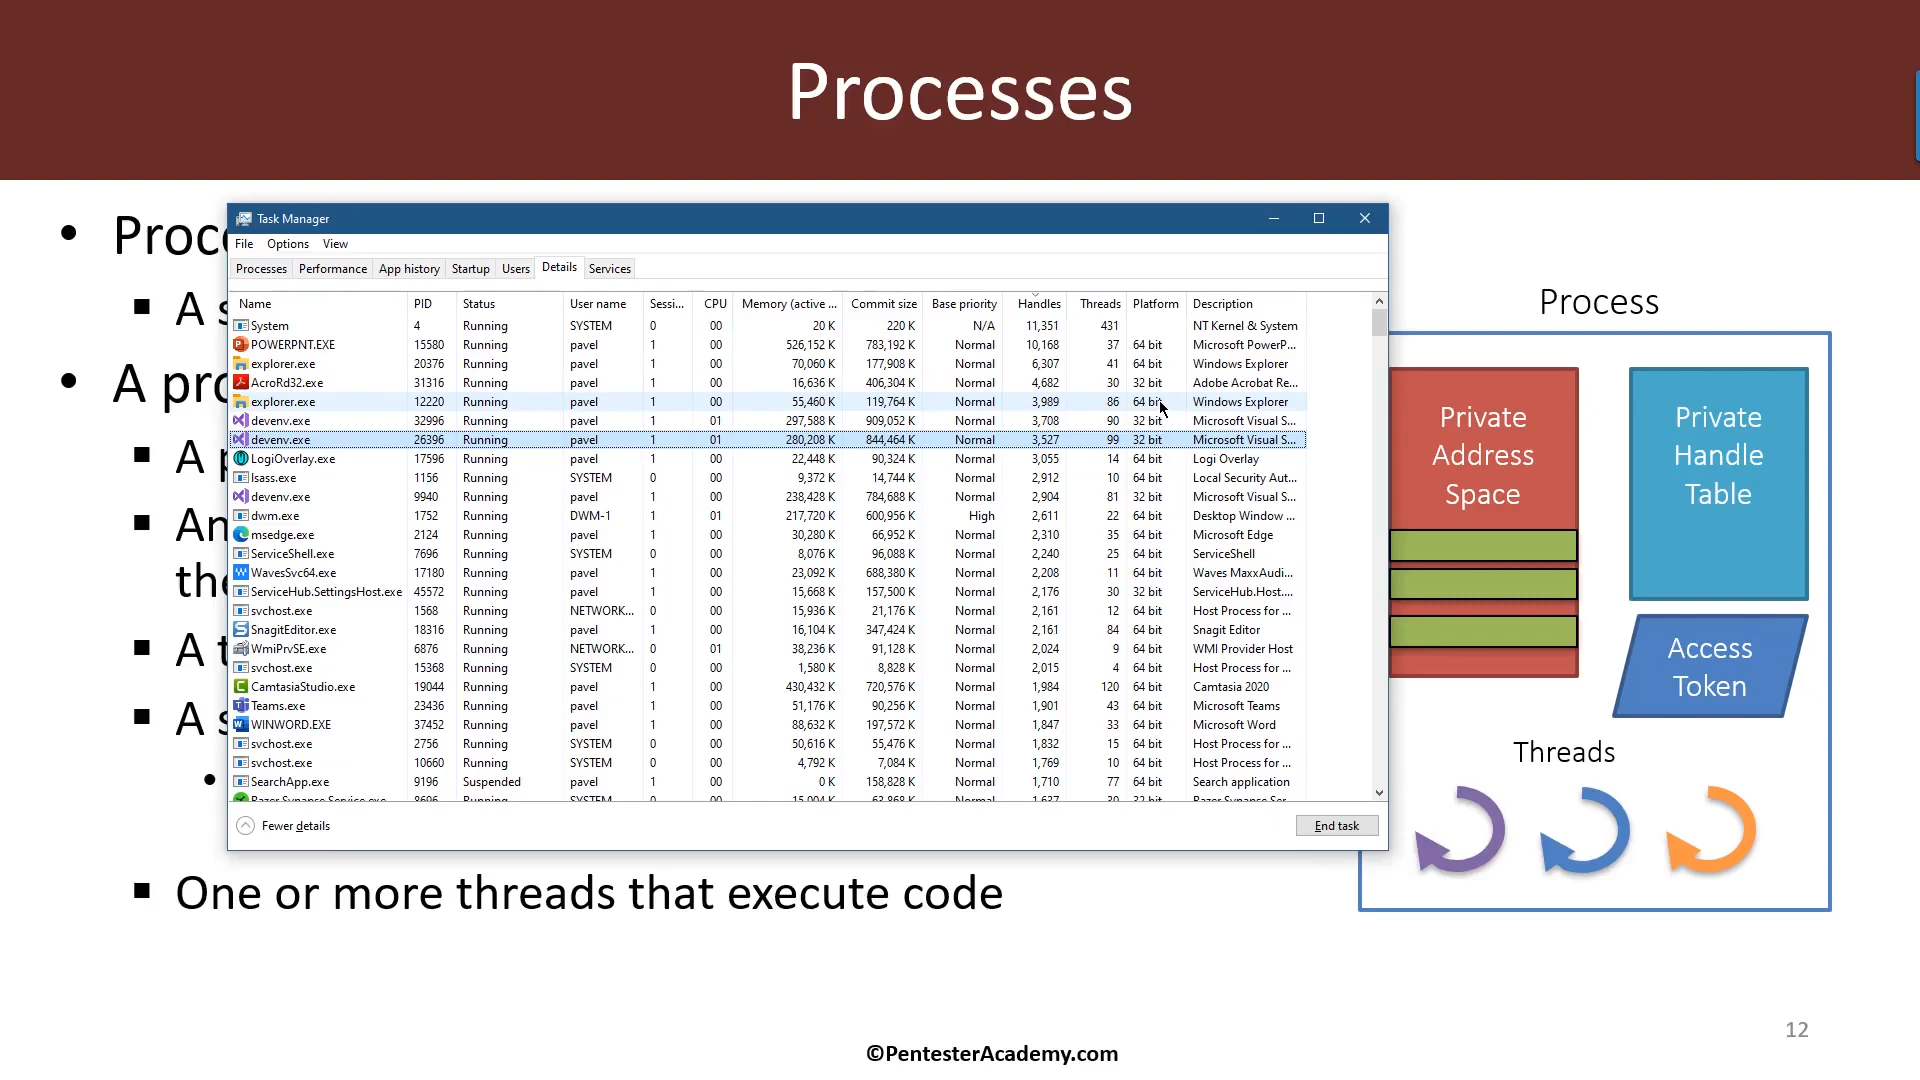 Processes
Proc
A s
A pro
A p
An
the
A t
A s
One or more threads that execute code
Task Manager
File Options View
Processes Performance App history Startup Users Details Services
Name PID Status User name Sessi... CPU Memory (active ... Commit size Base priority Handles Threads Platform Description
System 4 Running SYSTEM 0 00 20 K 220 K N/A 11,351 431 NT Kernel & System
POWERPNT.EXE 15580 Running pavel 1 00 526,152 K 783,192 K Normal 10,168 37 64 bit Microsoft PowerP...
explorer.exe 20376 Running pavel 1 00 70,060 K 177,908 K Normal 6,307 41 64 bit Windows Explorer
AcroRd32.exe 31316 Running pavel 1 00 16,636 K 406,304 K Normal 4,682 30 32 bit Adobe Acrobat Re...
explorer.exe 12220 Running pavel 1 00 55,460 K 119,764 K Normal 3,989 86 64 bit Windows Explorer
devenv.exe 32996 Running pavel 1 01 297,588 K 909,052 K Normal 3,708 90 32 bit Microsoft Visual S...
devenv.exe 26396 Running pavel 1 01 280,208 K 844,464 K Normal 3,527 99 32 bit Microsoft Visual S...
LogiOverlay.exe 17596 Running pavel 1 00 22,448 K 90,324 K Normal 3,055 14 64 bit Logi Overlay
lsass.exe 1156 Running SYSTEM 0 00 9,372 K 14,744 K Normal 2,912 10 64 bit Local Security Aut...
devenv.exe 9940 Running pavel 1 00 238,428 K 784,688 K Normal 2,904 81 32 bit Microsoft Visual S...
dwm.exe 1752 Running DWM-1 1 01 217,720 K 600,956 K High 2,611 22 64 bit Desktop Window ...
msedge.exe 2124 Running pavel 1 00 30,280 K 66,952 K Normal 2,310 35 64 bit Microsoft Edge
ServiceShell.exe 7696 Running SYSTEM 0 00 8,076 K 96,088 K Normal 2,240 25 64 bit ServiceShell
WavesSvc64.exe 17180 Running pavel 1 00 23,092 K 688,380 K Normal 2,208 11 64 bit Waves MaxxAudi...
ServiceHub.SettingsHost.exe 45572 Running pavel 1 00 15,668 K 157,500 K Normal 2,176 30 32 bit ServiceHub.Host....
svchost.exe 1568 Running NETWORK... 0 00 15,936 K 21,176 K Normal 2,161 12 64 bit Host Process for ...
SnagitEditor.exe 18316 Running pavel 1 00 16,104 K 347,424 K Normal 2,161 84 64 bit Snagit Editor
WmiPrvSE.exe 6876 Running NETWORK... 0 01 38,236 K 91,128 K Normal 2,024 9 64 bit WMI Provider Host
svchost.exe 15368 Running SYSTEM 0 00 1,580 K 8,828 K Normal 2,015 4 64 bit Host Process for ...
CamtasiaStudio.exe 19044 Running pavel 1 00 430,432 K 720,576 K Normal 1,984 120 64 bit Camtasia 2020
Teams.exe 23436 Running pavel 1 00 51,176 K 90,256 K Normal 1,901 43 64 bit Microsoft Teams
WINWORD.EXE 37452 Running pavel 1 00 88,632 K 197,572 K Normal 1,847 33 64 bit Microsoft Word
svchost.exe 2756 Running SYSTEM 0 00 50,616 K 55,476 K Normal 1,832 15 64 bit Host Process for ...
svchost.exe 10660 Running SYSTEM 0 00 4,792 K 7,084 K Normal 1,769 10 64 bit Host Process for ...
SearchApp.exe 9196 Suspended pavel 1 00 0 K 158,828 K Normal 1,710 77 64 bit Search application
Fewer details End task
Process
Private
Address
Space
Private
Handle
Table
Access
Token
Threads
12
©PentesterAcademy.com